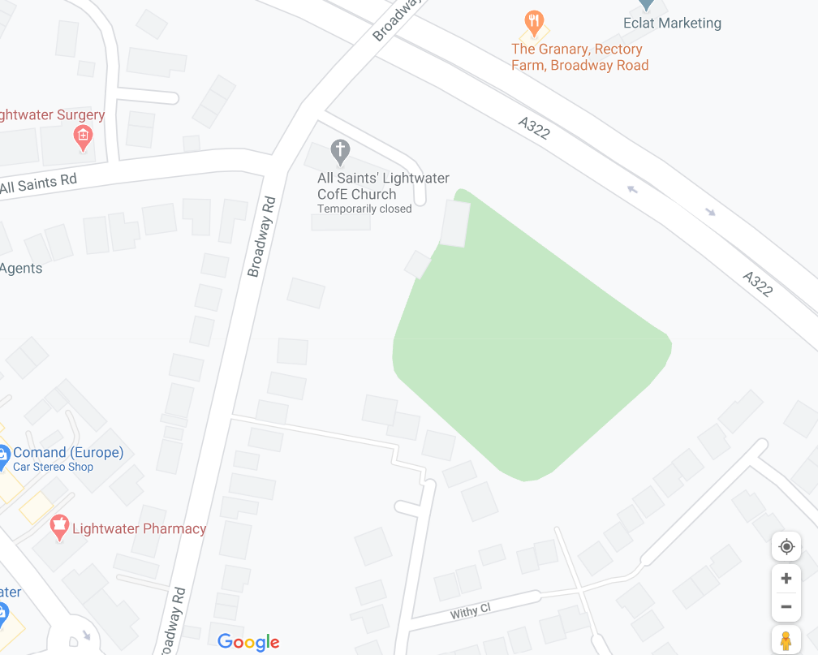 Broadway
Eclat Marketing
The Granary, Rectory
Farm, Broadway Road
ghtwater Surgery
A322
All Saints' Lightwater
CofE Church
Temporarily closed
All Saints Rd
Broadway Rd
Agents
A322
Comand (Europe)
Car Stereo Shop
Lightwater Pharmacy
ater
Withy Cl
oadway Rd
Google